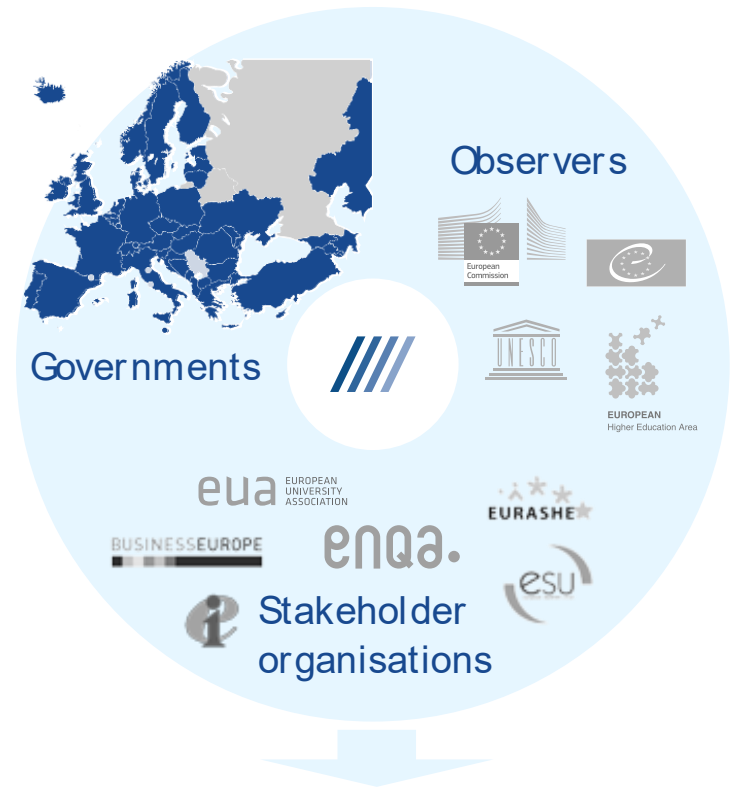 Observers
European
Commission
UNESCO
Governments
EUROPEAN
Higher Education Area
eua EUROPEAN
UNIVERSITY
ASSOCIATION
EURASHE
BUSINESSEUROPE
enqa.
esu
Stakeholder
organisations